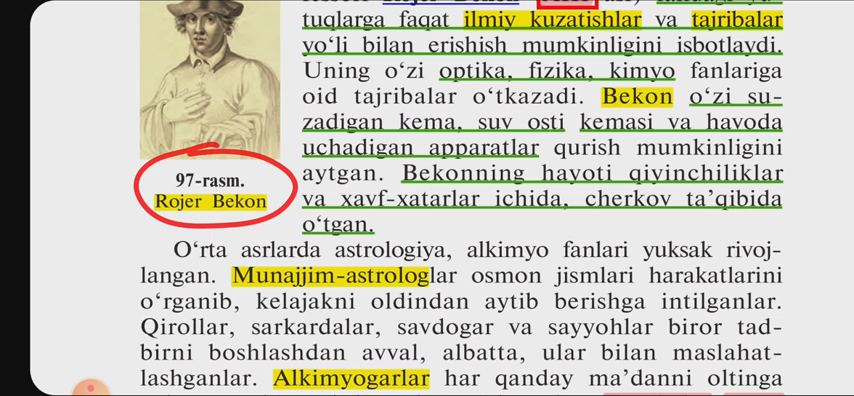 tuqlarga faqat ilmiy kuzatishlar va tajribalar
yo‘li bilan erishish mumkinligini isbotlaydi.
Uning o‘zi optika, fizika, kimyo fanlariga
oid tajribalar o‘tkazadi. Bekon o‘zi su-
zadigan kema, suv osti kemasi va havoda
uchadigan apparatlar qurish mumkinligini
aytgan. Bekonning hayoti qiyinchiliklar
va xavf-xatarlar ichida, cherkov ta’qibida
o‘tgan.
97-rasm.
Rojer Bekon
O‘rta asrlarda astrologiya, alkimyo fanlari yuksak rivoj-
langan. Munajjim-astrologlar osmon jismlari harakatlarini
o‘rganib, kelajakni oldindan aytib berishga intilganlar.
Qirollar, sarkardalar, savdogar va sayyohlar biror tad-
birni boshlashdan avval, albatta, ular bilan maslahat-
lashganlar. Alkimyogarlar har qanday ma’danni oltinga